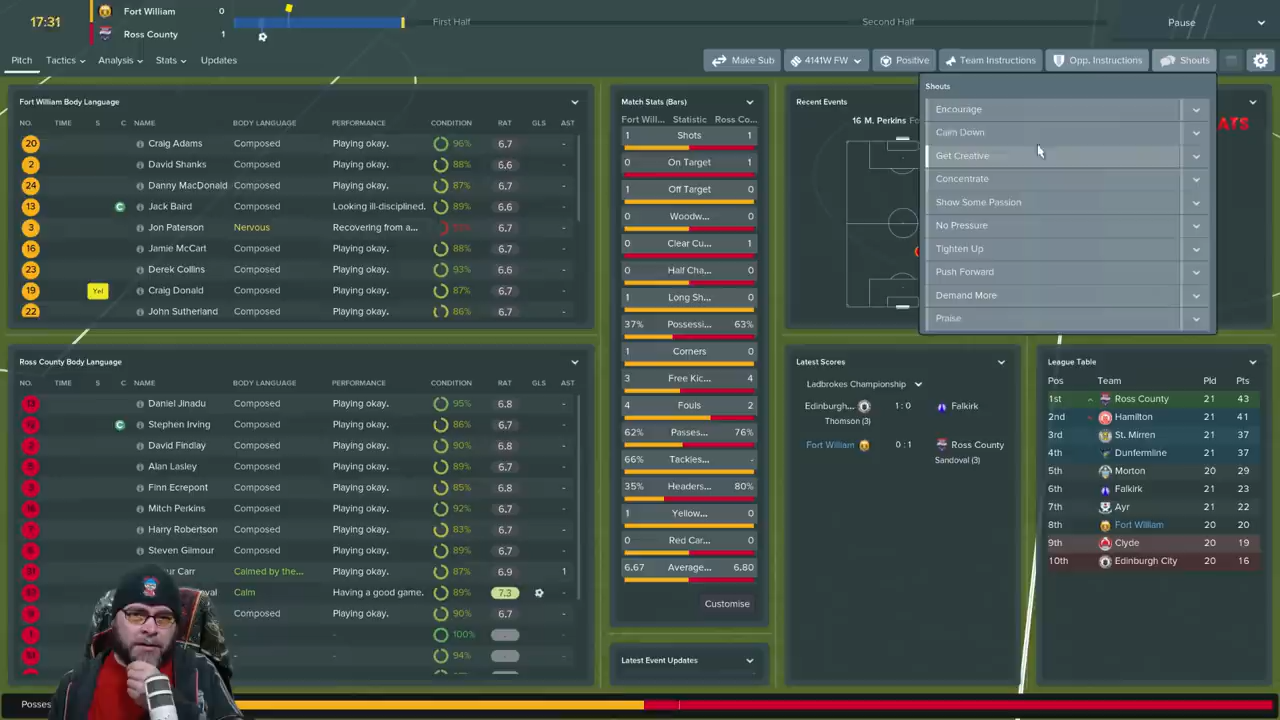 17:31
Fort William 0
Ross County 1
First Half
Second Half
Pause
Pitch
Tactics
Analysis
Stats
Updates
Make Sub
4141W FW
Positive
Team Instructions
Opp. Instructions
Shouts
Fort William Body Language
NO. TIME S C NAME BODY LANGUAGE PERFORMANCE CONDITION RAT GLS AST
20 Craig Adams Composed Playing okay. 96% 6.7 - -
2 David Shanks Composed Playing okay. 88% 6.6 - -
24 Danny MacDonald Composed Playing okay. 87% 6.7 - -
13 C Jack Baird Composed Looking ill-disciplined. 89% 6.6 - -
3 Jon Paterson Nervous Recovering from a... 6.7 - -
16 Jamie McCart Composed Playing okay. 88% 6.7 - -
23 Derek Collins Composed Playing okay. 93% 6.6 - -
19 Yel Craig Donald Composed Playing okay. 87% 6.7 - -
22 John Sutherland Composed Playing okay. 86% 6.7 - -
Match Stats (Bars)
Fort Will... Statistic Ross Co...
1 Shots 1
0 On Target 1
1 Off Target 0
0 Woodw... 0
0 Clear Cu... 1
0 Half Cha... 0
1 Long Sh... 0
37% Possessi... 63%
1 Corners 0
3 Free Kic... 4
4 Fouls 2
62% Passes... 76%
66% Tackles... -
35% Headers... 80%
1 Yellow... 0
0 Red Car... 0
6.67 Average... 6.80
Customise
Latest Event Updates
Recent Events
16 M. Perkins
Shouts
Encourage
Calm Down
Get Creative
Concentrate
Show Some Passion
No Pressure
Tighten Up
Push Forward
Demand More
Praise
Ross County Body Language
NO. TIME S C NAME BODY LANGUAGE PERFORMANCE CONDITION RAT GLS AST
Daniel Jinadu Composed Playing okay. 95% 6.8 - -
C Stephen Irving Composed Playing okay. 86% 6.7 - -
David Findlay Composed Playing okay. 90% 6.8 - -
Alan Lasley Composed Playing okay. 89% 6.7 - -
Finn Ecrepont Composed Playing okay. 85% 6.8 - -
Mitch Perkins Composed Playing okay. 92% 6.7 - -
Harry Robertson Composed Playing okay. 83% 6.7 - -
Steven Gilmour Composed Playing okay. 89% 6.7 - -
Carr Calmed by the... Playing okay. 87% 6.9 - 1
Calm Having a good game. 89% 7.3 -
Composed Playing okay. 90% 6.7 - -
- - 100% - - -
- - 94% - - -
Latest Scores
Ladbrokes Championship
Edinburgh... 1 : 0 Falkirk
Thomson (3)
Fort William 0 : 1 Ross County
Sandoval (3)
League Table
Pos Team Pld Pts
1st Ross County 21 43
2nd Hamilton 21 41
3rd St. Mirren 21 37
4th Dunfermline 21 37
5th Morton 20 29
6th Falkirk 21 23
7th Ayr 21 22
8th Fort William 20 20
9th Clyde 20 19
10th Edinburgh City 20 16
Posses